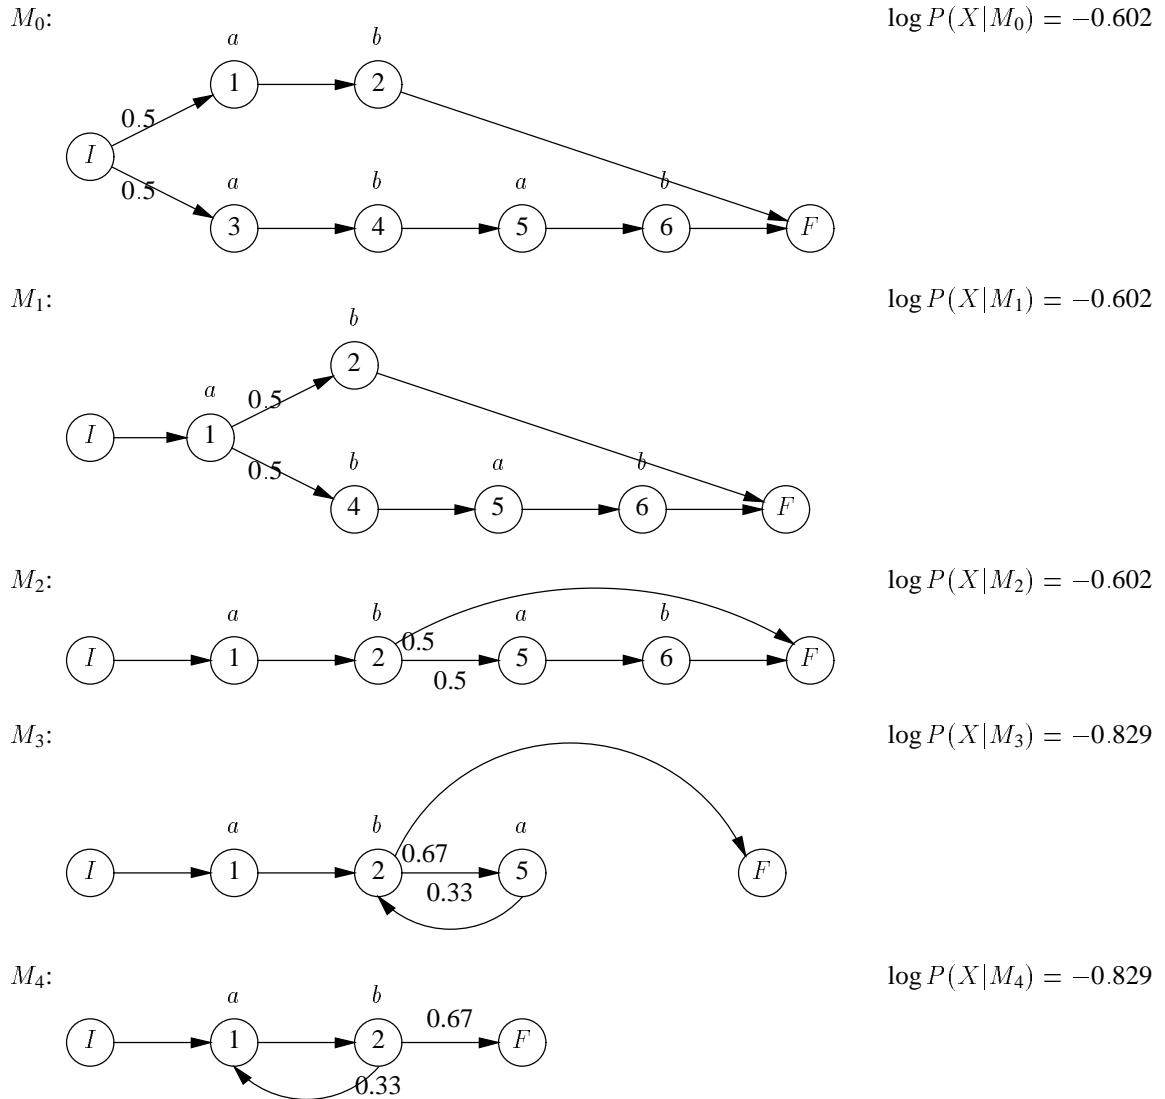 M₀: log P(X|M₀) = −0.602
a b
1 2
0.5
I
0.5
a b a b
3 4 5 6 F
M₁: log P(X|M₁) = −0.602
b
2
a 0.5
I 1
0.5
b a b
4 5 6 F
M₂: log P(X|M₂) = −0.602
a b a b
0.5
I 1 2 5 6 F
0.5
M₃: log P(X|M₃) = −0.829
a b a
0.67
I 1 2 5 F
0.33
M₄: log P(X|M₄) = −0.829
a b
0.67
I 1 2 F
0.33